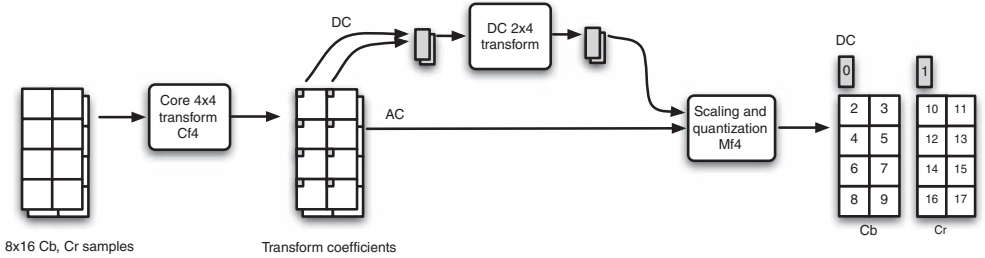 DC
DC 2x4
transform
DC
0
1
Core 4x4
transform
Cf4
AC
Scaling and
quantization
Mf4
2 3
4 5
6 7
8 9
10 11
12 13
14 15
16 17
Cb
Cr
8x16 Cb, Cr samples
Transform coefficients